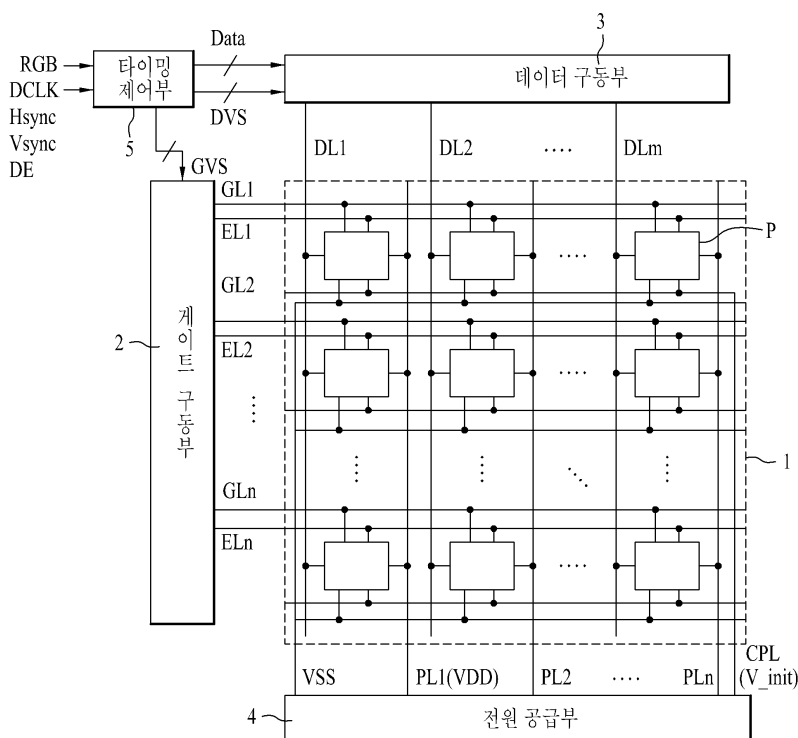 3
Data
RGB
타이밍
제어부
데이터 구동부
DCLK
Hsync
5
DVS
Vsync
DE
GVS
DL1
DL2
....
DLm
GL1
EL1
P
....
GL2
2
게이트 구동부
EL2
....
....
....
....
....
....
1
GLn
ELn
....
VSS
PL1(VDD)
PL2
....
PLn
CPL
(V_init)
4
전원 공급부